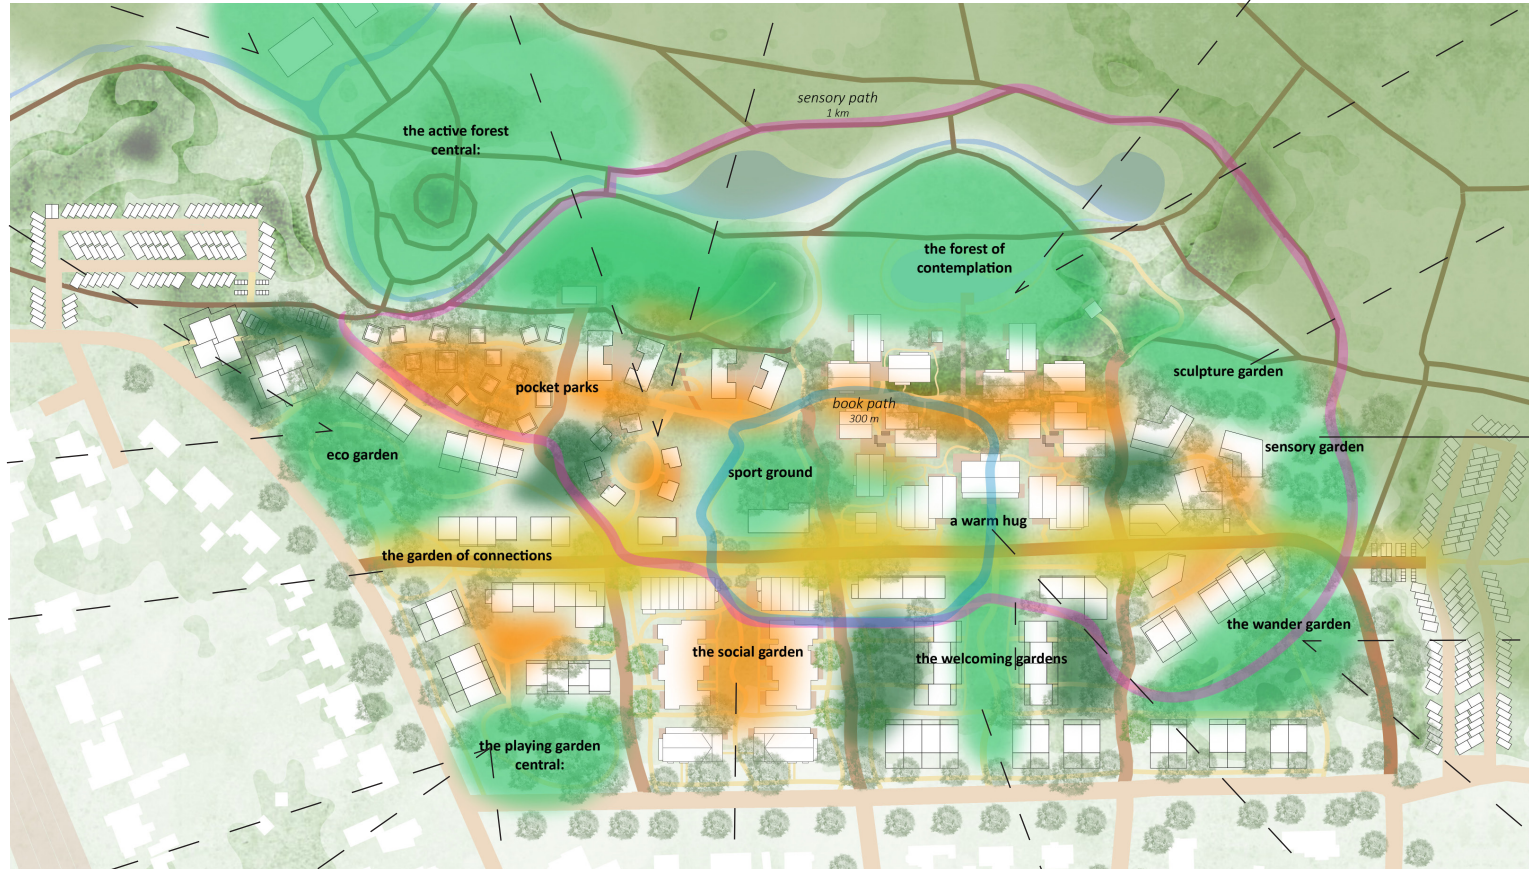 sensory path
1 km
the active forest
central:
the forest of
contemplation
sculpture garden
pocket parks
book path
300 m
sensory garden
eco garden
sport ground
a warm hug
the garden of connections
the wander garden
the social garden
the welcoming gardens
the playing garden
central: